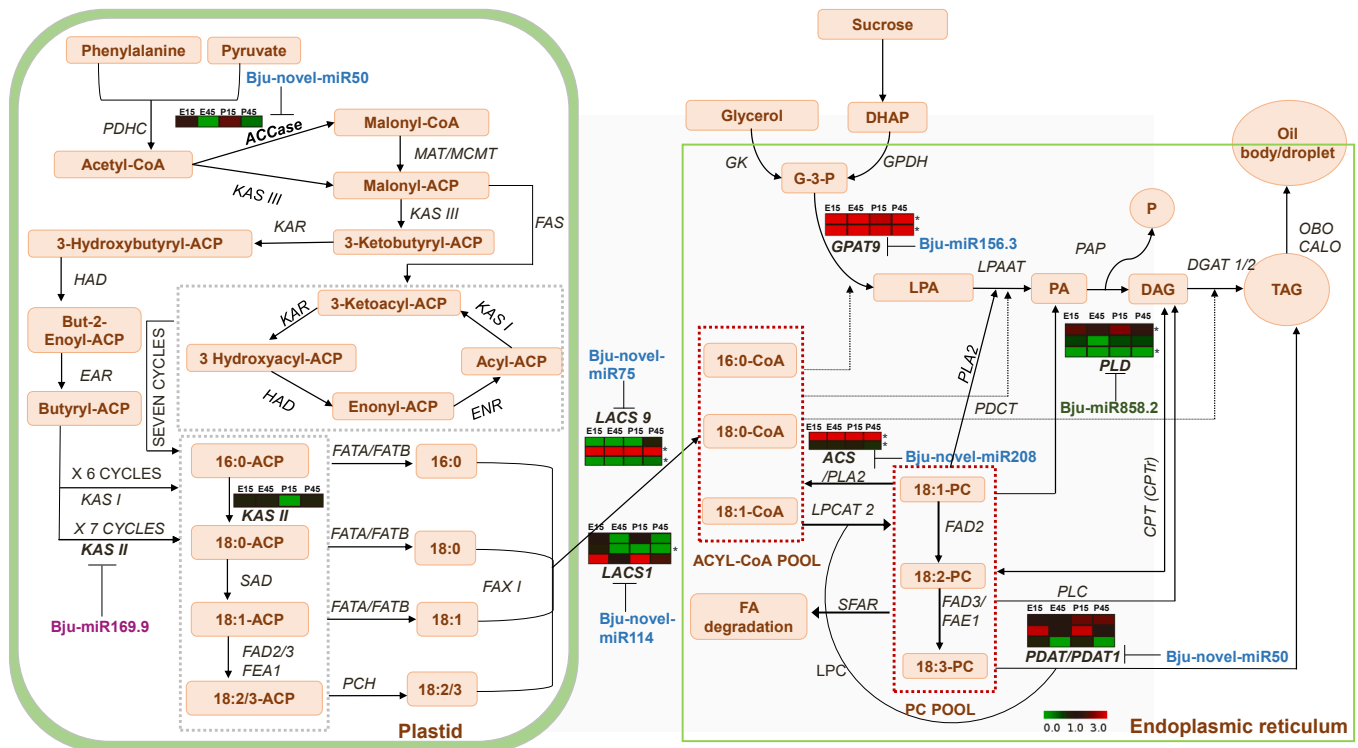 Phenylalanine
Pyruvate
Bju-novel-miR50
E15 E45 P15 P45
PDHC
ACCase
Malonyl-CoA
Acetyl-CoA
MAT/MCMT
KAS III
Malonyl-ACP
KAS III
FAS
3-Hydroxybutyryl-ACP
KAR
3-Ketobutyryl-ACP
HAD
But-2-
Enoyl-ACP
EAR
Butyryl-ACP
SEVEN CYCLES
3-Ketoacyl-ACP
KAR
KAS I
3 Hydroxyacyl-ACP
Acyl-ACP
HAD
Enonyl-ACP
ENR
16:0-ACP
FATA/FATB
16:0
X 6 CYCLES
KAS I
E15 E45 P15 P45
KAS II
X 7 CYCLES
KAS II
18:0-ACP
FATA/FATB
18:0
SAD
FAX I
Bju-miR169.9
18:1-ACP
FATA/FATB
18:1
FAD2/3
FEA1
18:2/3-ACP
PCH
18:2/3
Plastid
Bju-novel-
miR75
LACS 9
E15 E45 P15 P45
*
*
E15 E45 P15 P45
*
LACS1
Bju-novel-
miR114
Sucrose
Glycerol
DHAP
Oil
body/droplet
GK
GPDH
G-3-P
E15 E45 P15 P45
*
*
GPAT9
Bju-miR156.3
P
PAP
OBO
CALO
LPA
LPAAT
PA
DAG
DGAT 1/2
TAG
E15 E45 P15 P45
*
*
PLD
Bju-miR858.2
16:0-CoA
PLA2
PDCT
18:0-CoA
E15 E45 P15 P45
*
*
ACS
Bju-novel-miR208
/PLA2
18:1-CoA
LPCAT 2
18:1-PC
FAD2
CPT (CPTr)
ACYL-CoA POOL
18:2-PC
PLC
FA
degradation
SFAR
FAD3/
FAE1
E15 E45 P15 P45
PDAT/PDAT1
Bju-novel-miR50
LPC
18:3-PC
PC POOL
0.0 1.0 3.0
Endoplasmic reticulum